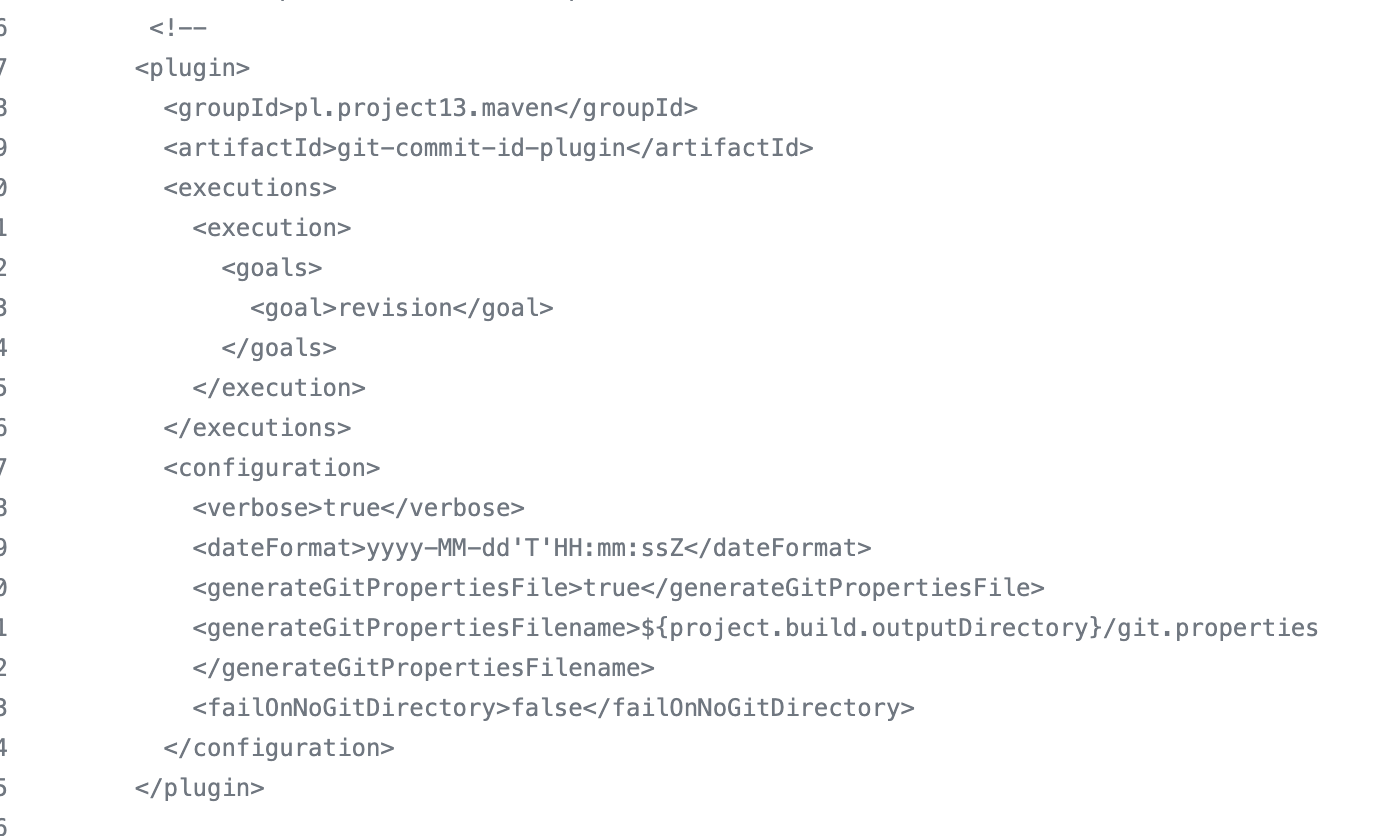 6 <!--
7 <plugin>
8 <groupId>pl.project13.maven</groupId>
9 <artifactId>git-commit-id-plugin</artifactId>
0 <executions>
1 <execution>
2 <goals>
3 <goal>revision</goal>
4 </goals>
5 </execution>
6 </executions>
7 <configuration>
8 <verbose>true</verbose>
9 <dateFormat>yyyy-MM-dd'T'HH:mm:ssZ</dateFormat>
0 <generateGitPropertiesFile>true</generateGitPropertiesFile>
1 <generateGitPropertiesFilename>${project.build.outputDirectory}/git.properties
2 </generateGitPropertiesFilename>
3 <failOnNoGitDirectory>false</failOnNoGitDirectory>
4 </configuration>
5 </plugin>
6